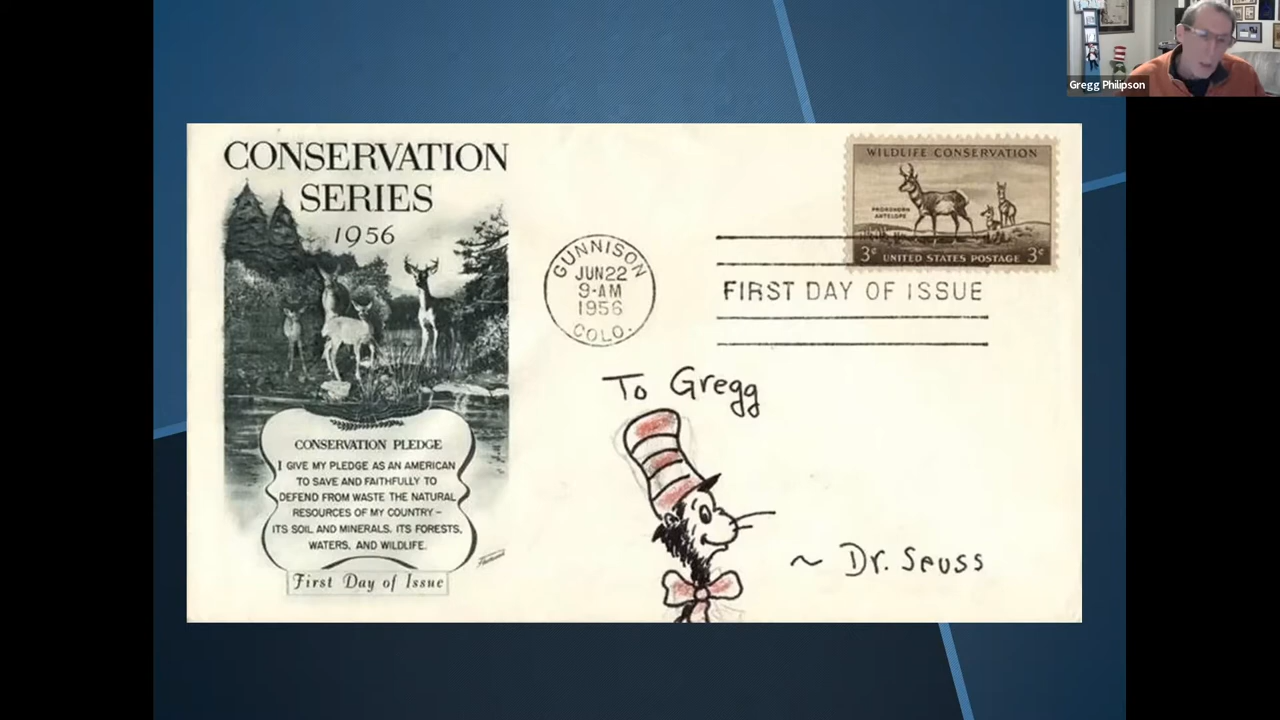 Gregg Philipson
CONSERVATION
SERIES
1956
CONSERVATION PLEDGE
I GIVE MY PLEDGE AS AN AMERICAN
TO SAVE AND FAITHFULLY TO
DEFEND FROM WASTE THE NATURAL
RESOURCES OF MY COUNTRY –
ITS SOIL AND MINERALS, ITS FORESTS,
WATERS, AND WILDLIFE.
First Day of Issue
GUNNISON
JUN 22
9-AM
1956
COLO.
WILDLIFE CONSERVATION
PRONGHORN
ANTELOPE
3¢ UNITED STATES POSTAGE 3¢
FIRST DAY OF ISSUE
To Gregg
~ Dr. Seuss